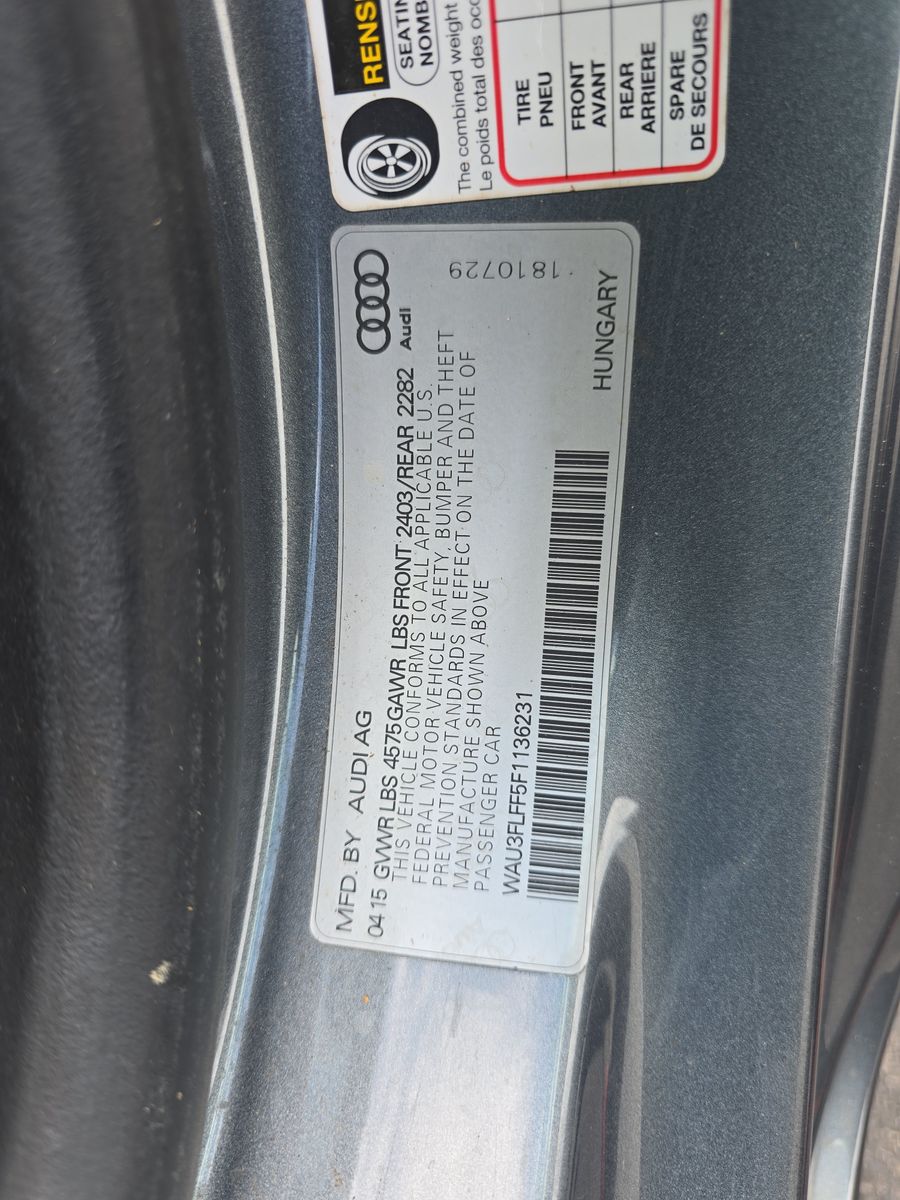 RENS
SEATIN
NOMB
The combined weight
Le poids total des occ
TIRE
PNEU
FRONT
AVANT
REAR
ARRIERE
SPARE
DE SECOURS
MFD. BY AUDI AG
04 15 GVWR LBS 4575 GAWR LBS FRONT 2403/REAR 2282
Audi
THIS VEHICLE CONFORMS TO ALL APPLICABLE U.S.
FEDERAL MOTOR VEHICLE SAFETY, BUMPER AND THEFT
PREVENTION STANDARDS IN EFFECT ON THE DATE OF
MANUFACTURE SHOWN ABOVE
PASSENGER CAR
WAU3FLFF5F1136231
1810729
HUNGARY